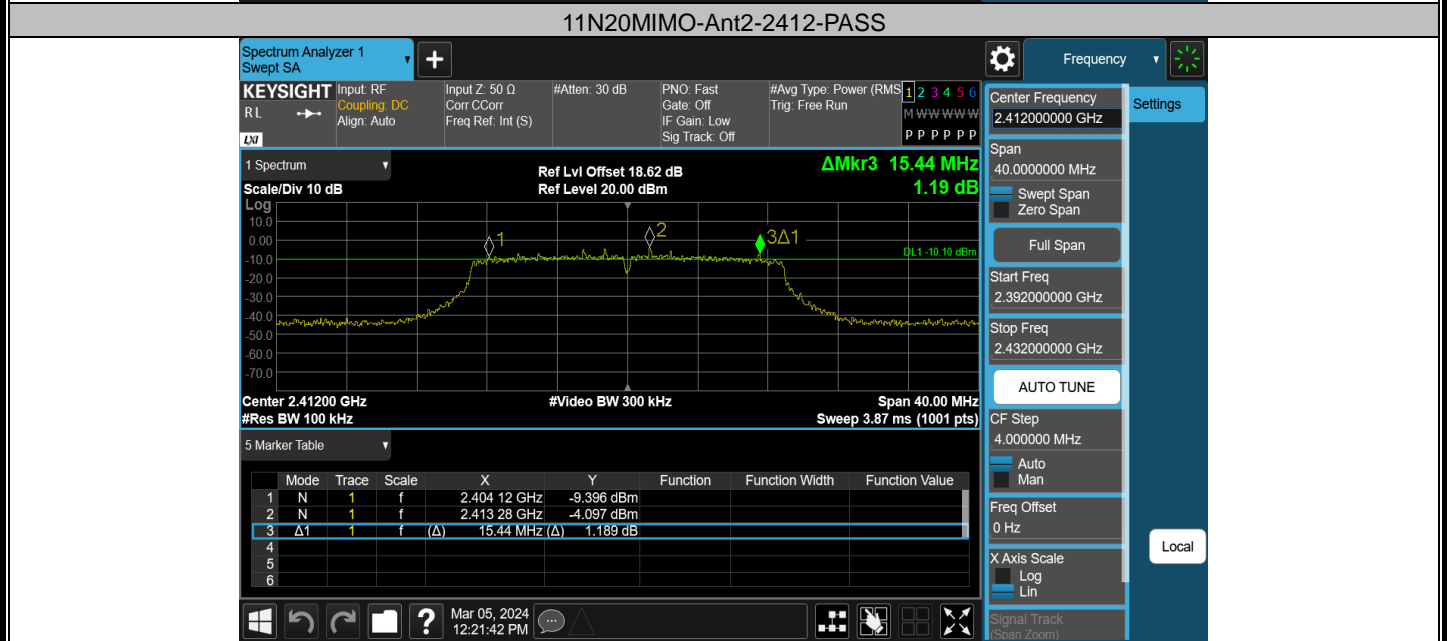 11N20MIMO-Ant2-2412-PASS
Spectrum Analyzer 1
Swept SA
+
Frequency
KEYSIGHT
RL
LXI
Input: RF
Coupling: DC
Align: Auto
Input Z: 50 Ω
Corr CCorr
Freq Ref: Int (S)
#Atten: 30 dB
PNO: Fast
Gate: Off
IF Gain: Low
Sig Track: Off
#Avg Type: Power (RMS
Trig: Free Run
1 2 3 4 5 6
M W W W W W
P P P P P P
1 Spectrum
Scale/Div 10 dB
Ref Lvl Offset 18.62 dB
Ref Level 20.00 dBm
ΔMkr3 15.44 MHz
1.19 dB
Log
10.0
0.00
-10.0
-20.0
-30.0
-40.0
-50.0
-60.0
-70.0
1
2
3Δ1
DL1 -10.10 dBm
Center 2.41200 GHz
#Video BW 300 kHz
Span 40.00 MHz
#Res BW 100 kHz
Sweep 3.87 ms (1001 pts)
5 Marker Table
Mode Trace Scale X Y Function Function Width Function Value
1 N 1 f 2.404 12 GHz -9.396 dBm
2 N 1 f 2.413 28 GHz -4.097 dBm
3 Δ1 1 f (Δ) 15.44 MHz (Δ) 1.189 dB
4
5
6
?
Mar 05, 2024
12:21:42 PM
Center Frequency
2.412000000 GHz
Settings
Span
40.0000000 MHz
Swept Span
Zero Span
Full Span
Start Freq
2.392000000 GHz
Stop Freq
2.432000000 GHz
AUTO TUNE
CF Step
4.000000 MHz
Auto
Man
Freq Offset
0 Hz
X Axis Scale
Log
Lin
Local
Signal Track
(Span Zoom)